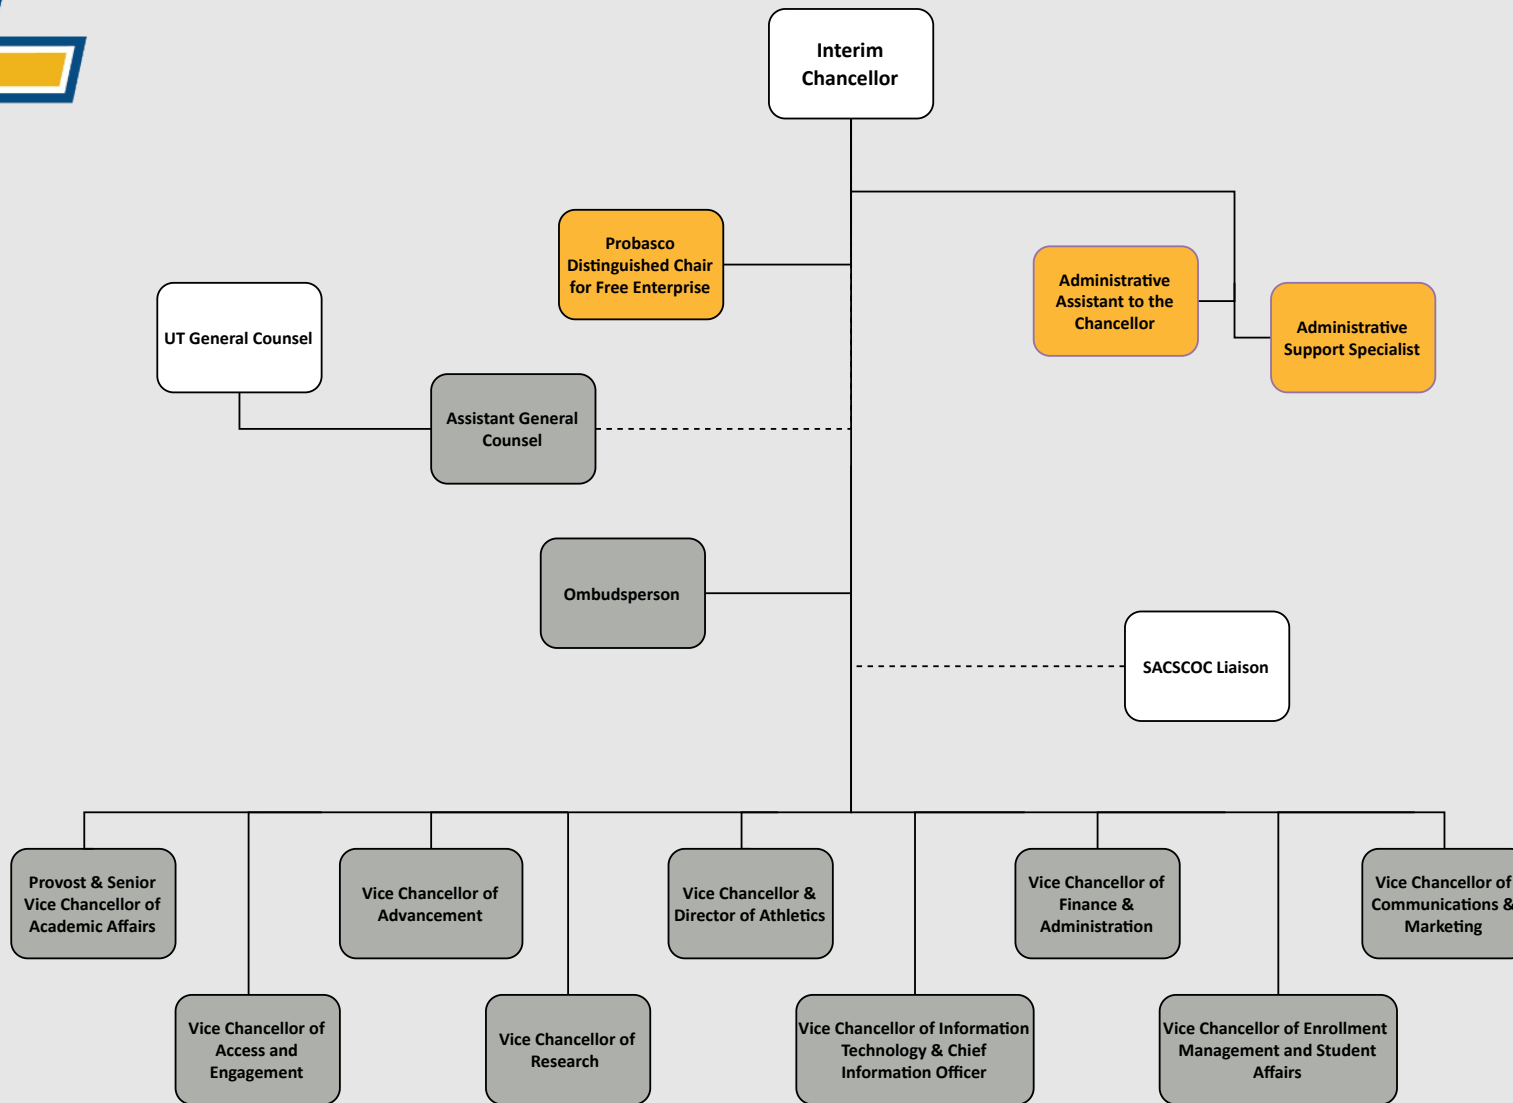 Interim
Chancellor
Probasco
Distinguished Chair
for Free Enterprise
Administrative
Assistant to the
Chancellor
UT General Counsel
Administrative
Support Specialist
Assistant General
Counsel
Ombudsperson
SACSCOC Liaison
Provost & Senior
Vice Chancellor of
Academic Affairs
Vice Chancellor of
Advancement
Vice Chancellor &
Director of Athletics
Vice Chancellor of
Finance &
Administration
Vice Chancellor of
Communications &
Marketing
Vice Chancellor of
Access and
Engagement
Vice Chancellor of
Research
Vice Chancellor of Information
Technology & Chief
Information Officer
Vice Chancellor of Enrollment
Management and Student
Affairs